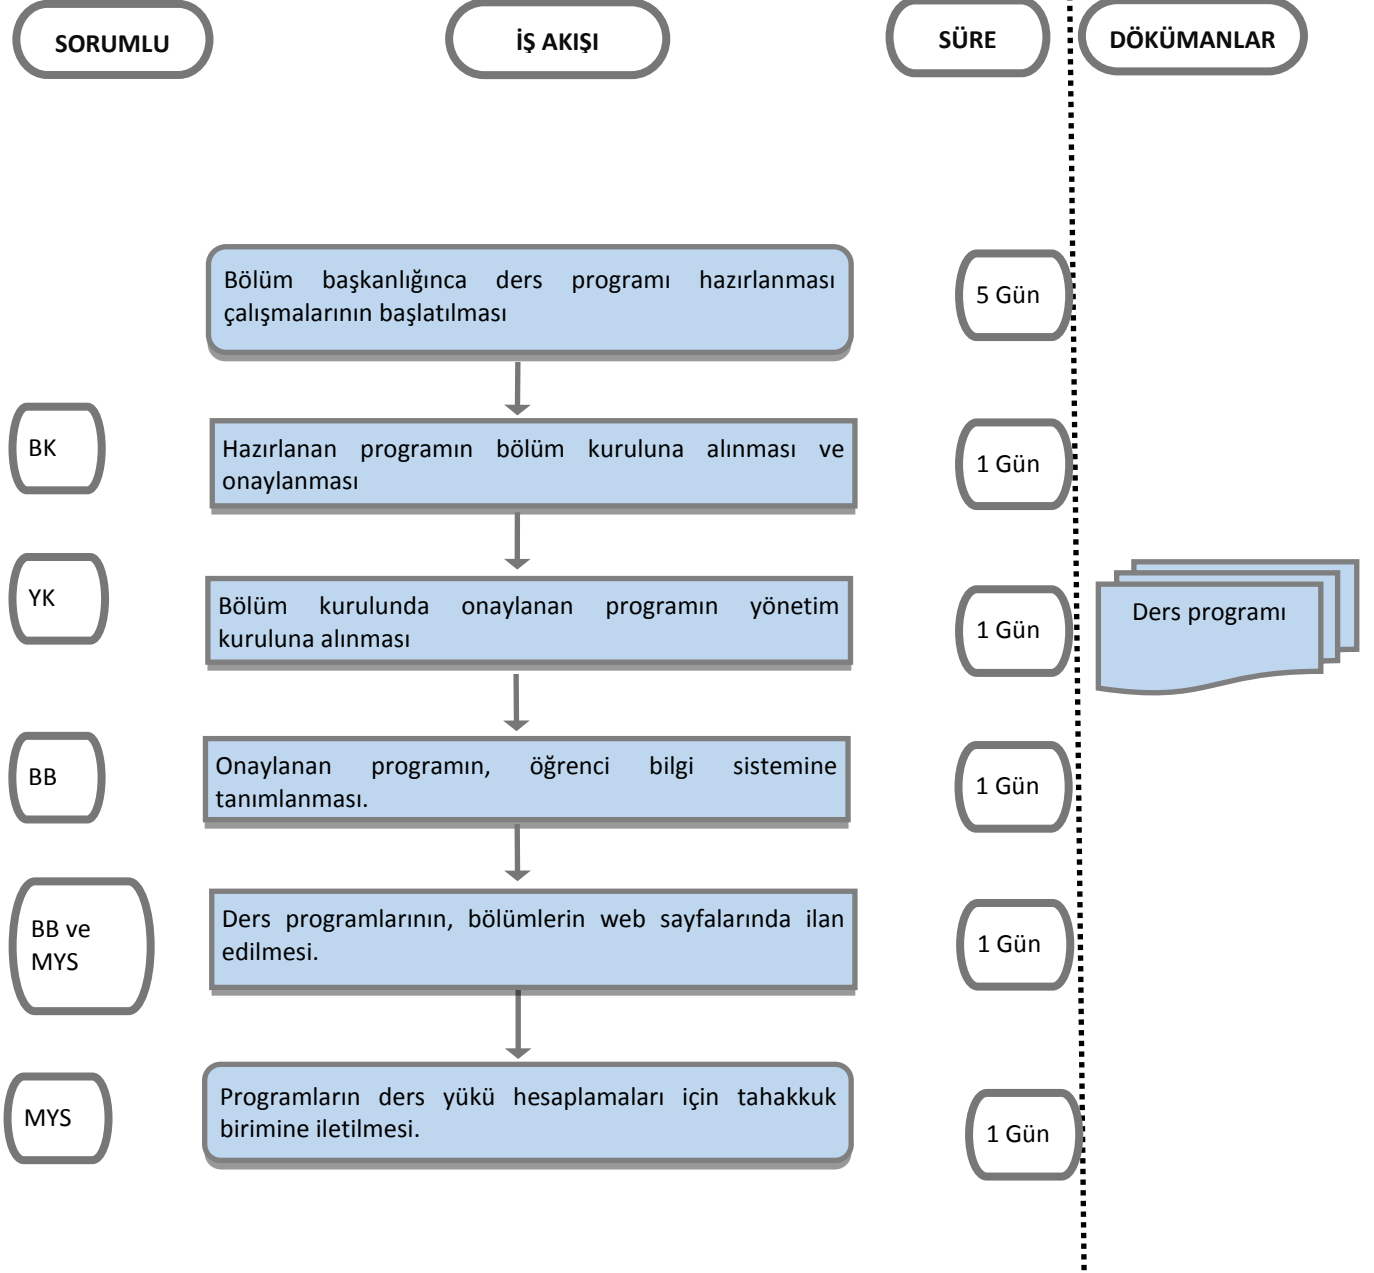 SORUMLU
İŞ AKIŞI
SÜRE
DÖKÜMANLAR
Bölüm başkanlığınca ders programı hazırlanması
çalışmalarının başlatılması
5 Gün
BK
Hazırlanan programın bölüm kuruluna alınması ve
onaylanması
1 Gün
YK
Bölüm kurulunda onaylanan programın yönetim
kuruluna alınması
1 Gün
Ders programı
BB
Onaylanan programın, öğrenci bilgi sistemine
tanımlanması.
1 Gün
BB ve
MYS
Ders programlarının, bölümlerin web sayfalarında ilan
edilmesi.
1 Gün
MYS
Programların ders yükü hesaplamaları için tahakkuk
birimine iletilmesi.
1 Gün